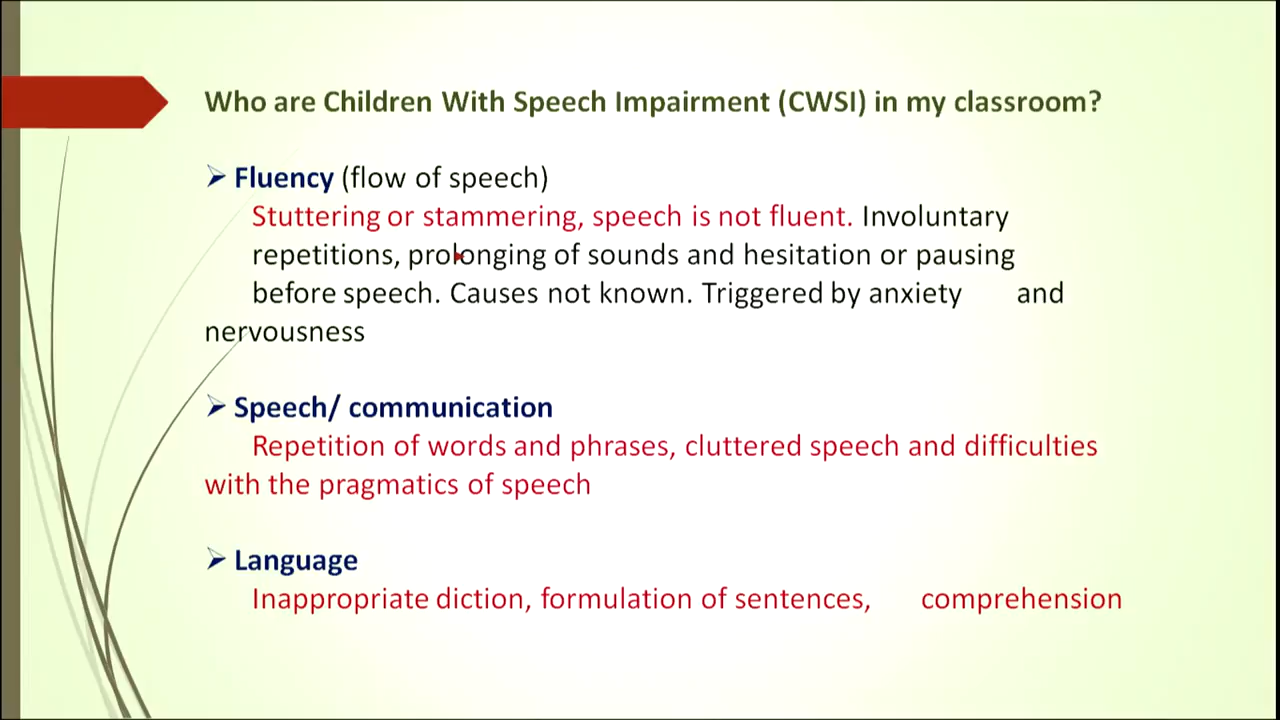 Who are Children With Speech Impairment (CWSI) in my classroom?
Fluency (flow of speech)
Stuttering or stammering, speech is not fluent. Involuntary
repetitions, prolonging of sounds and hesitation or pausing
before speech. Causes not known. Triggered by anxiety and
nervousness
Speech/ communication
Repetition of words and phrases, cluttered speech and difficulties
with the pragmatics of speech
Language
Inappropriate diction, formulation of sentences, comprehension